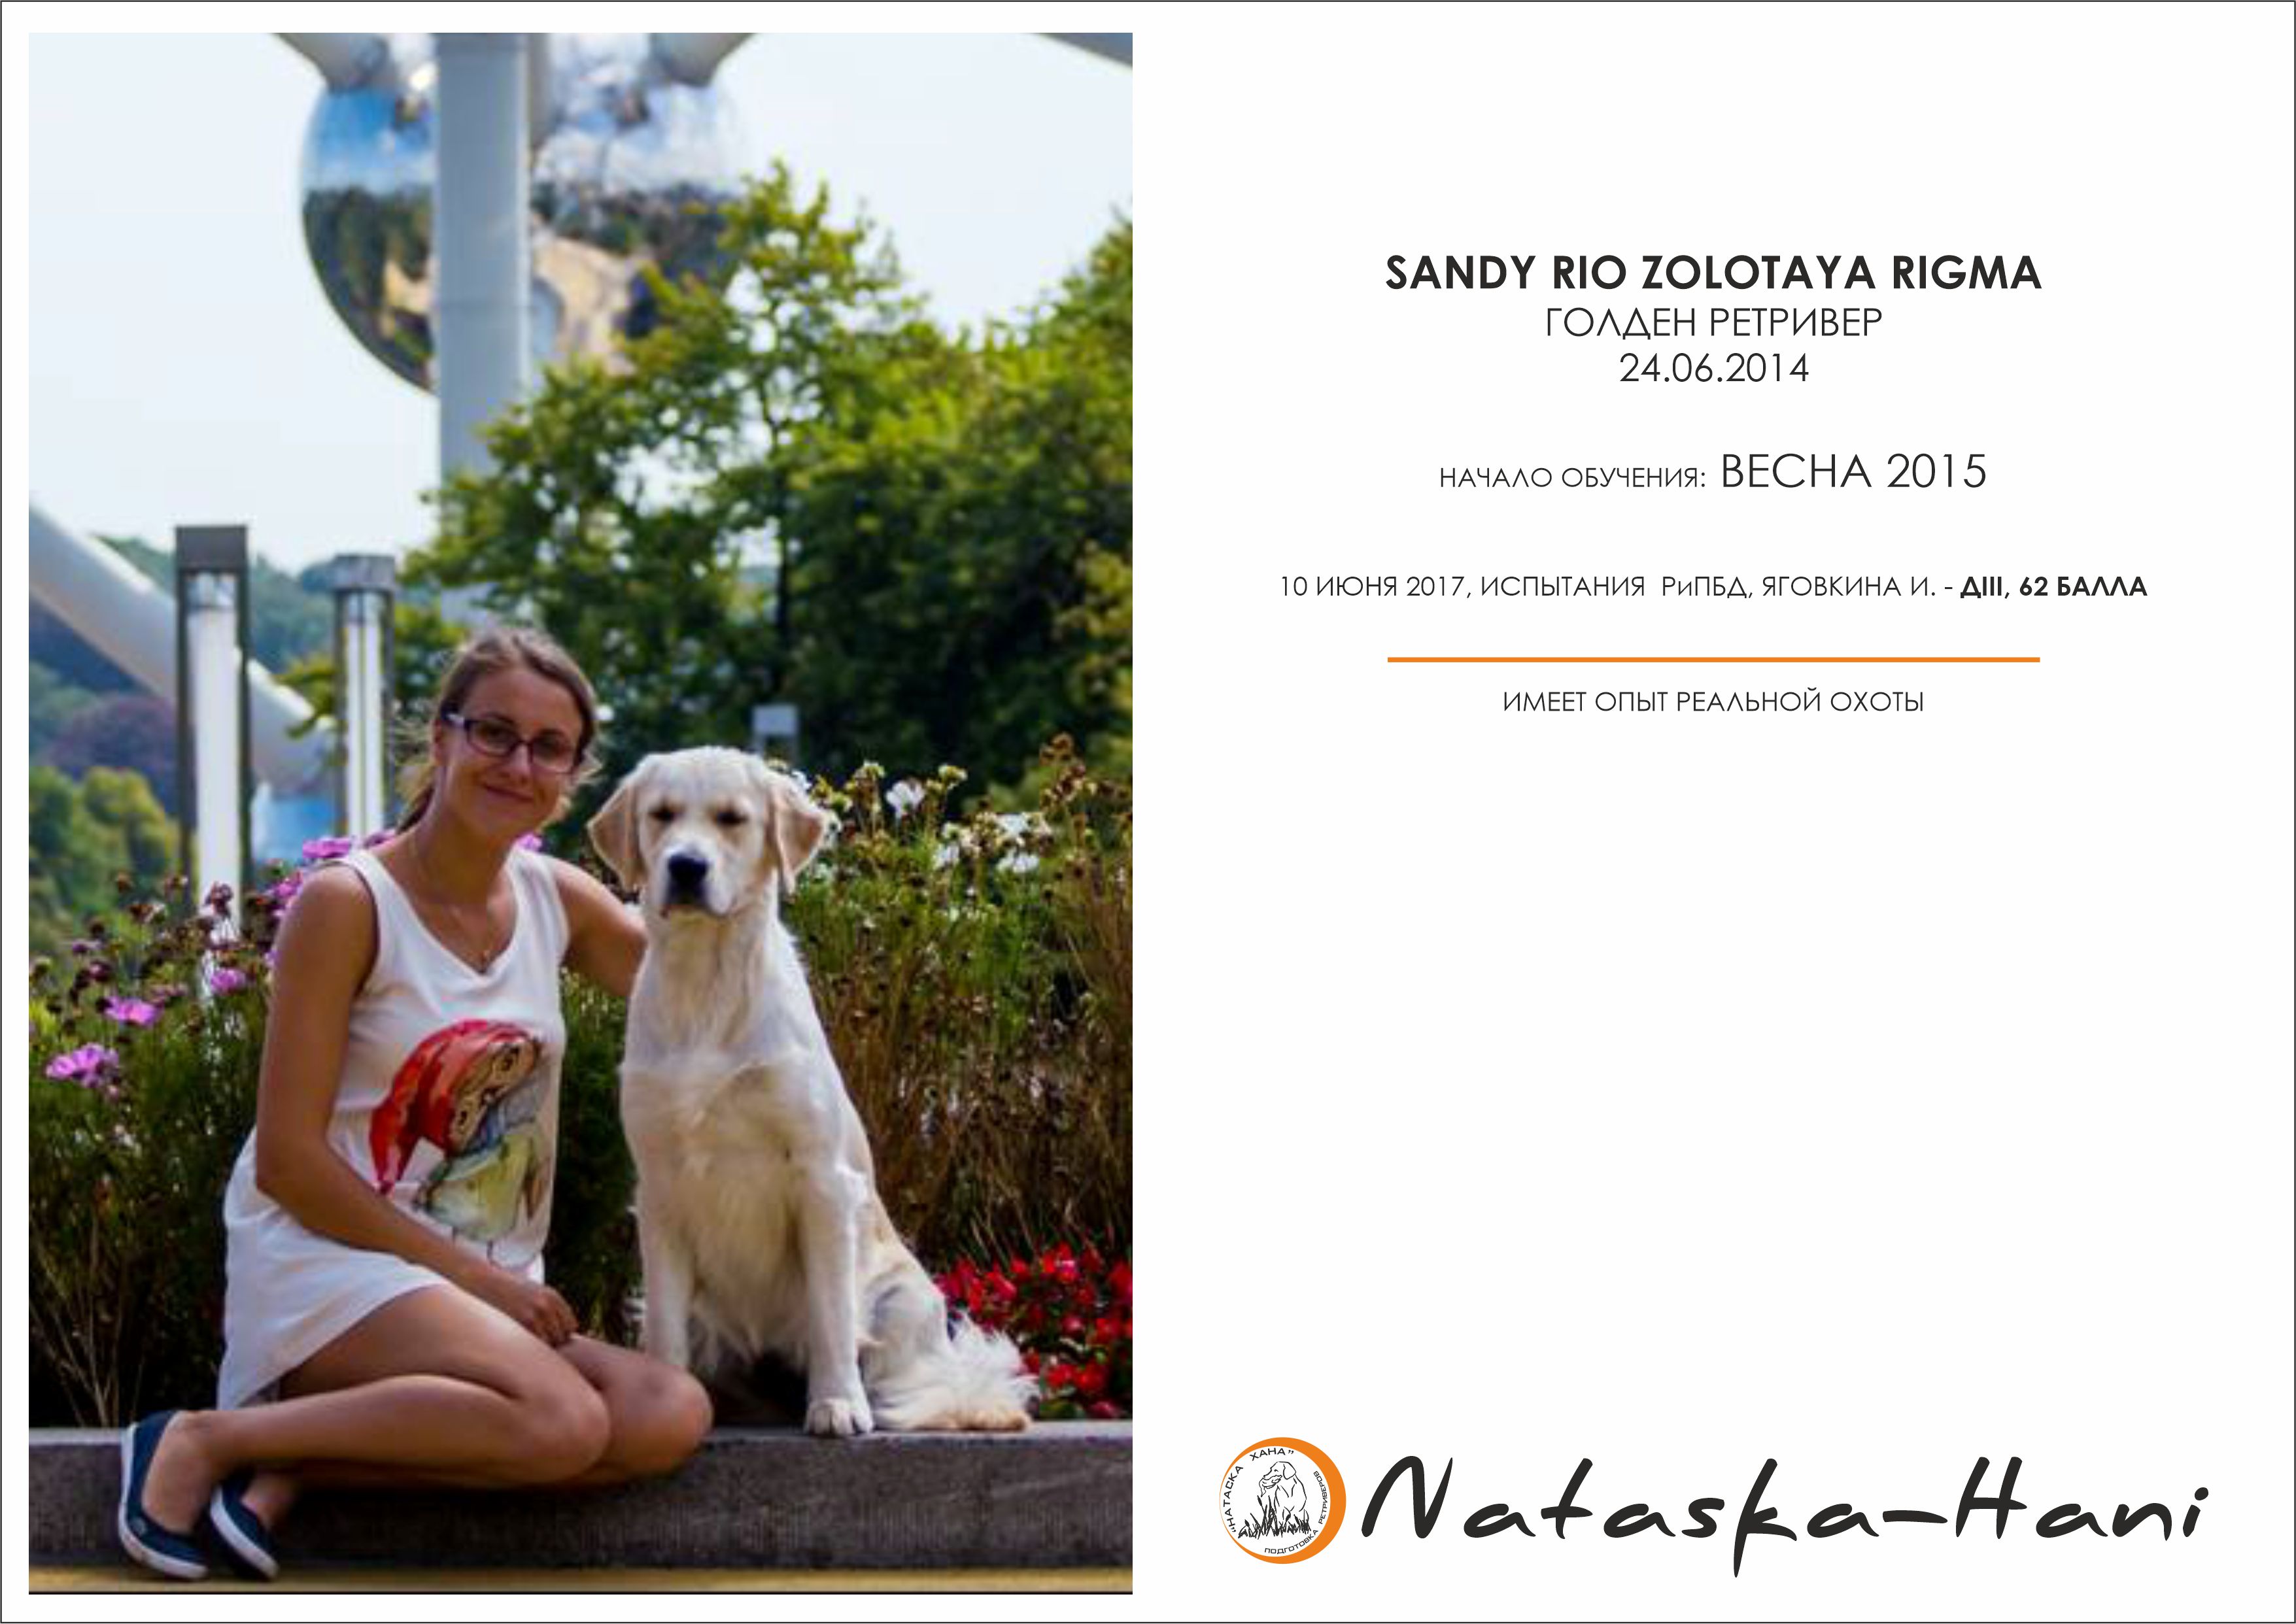 SANDY RIO ZOLOTAYA RIGMA
ГОЛДЕН РЕТРИВЕР
24.06.2014
НАЧАЛО ОБУЧЕНИЯ: ВЕСНА 2015
10 ИЮНЯ 2017, ИСПЫТАНИЯ РиПБД, ЯГОВКИНА И. - ДIII, 62 БАЛЛА
ИМЕЕТ ОПЫТ РЕАЛЬНОЙ ОХОТЫ
"НАТАСКА ХАНА"
ПОДГОТОВКА РЕТРИВЕРОВ
Nataska-Hani